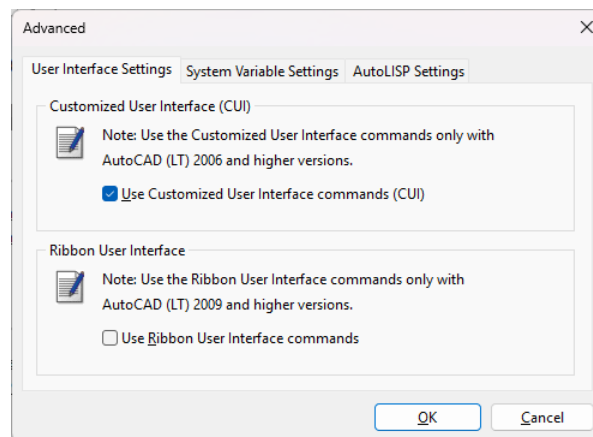 Advanced
User Interface Settings System Variable Settings AutoLISP Settings
Customized User Interface (CUI)
Note: Use the Customized User Interface commands only with
AutoCAD (LT) 2006 and higher versions.
Use Customized User Interface commands (CUI)
Ribbon User Interface
Note: Use the Ribbon User Interface commands only with
AutoCAD (LT) 2009 and higher versions.
Use Ribbon User Interface commands
OK Cancel